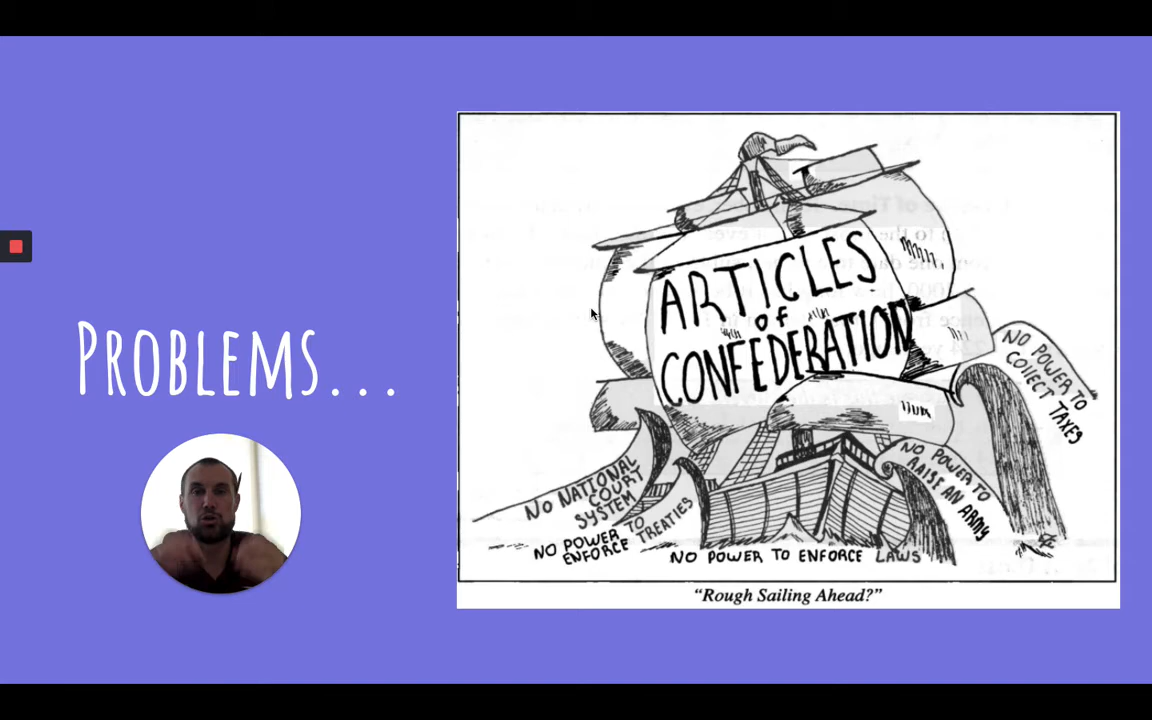 PROBLEMS...
ARTICLES
of
CONFEDERATION
NO POWER TO
COLLECT TAXES
NO POWER TO
RAISE AN ARMY
NO NATIONAL
COURT
SYSTEM
NO POWER TO
ENFORCE TREATIES
NO POWER TO ENFORCE LAWS
"Rough Sailing Ahead?"